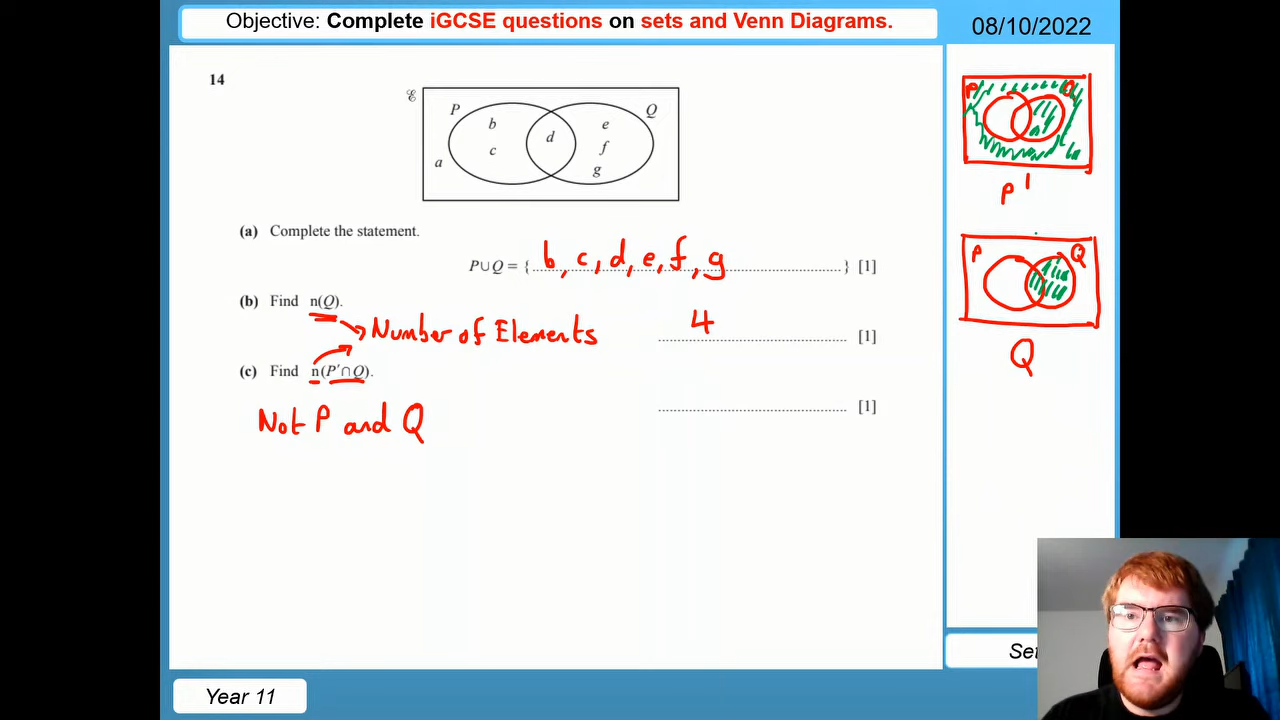 Objective: Complete iGCSE questions on sets and Venn Diagrams.
08/10/2022
14
ℰ
P
Q
b
c
d
e
f
g
a
(a) Complete the statement.
P∪Q = { b, c, d, e, f, g } [1]
(b) Find n(Q).
Number of Elements
4 [1]
(c) Find n(P′∩Q).
[1]
Not P and Q
P
P'
P
Q
Q
Year 11